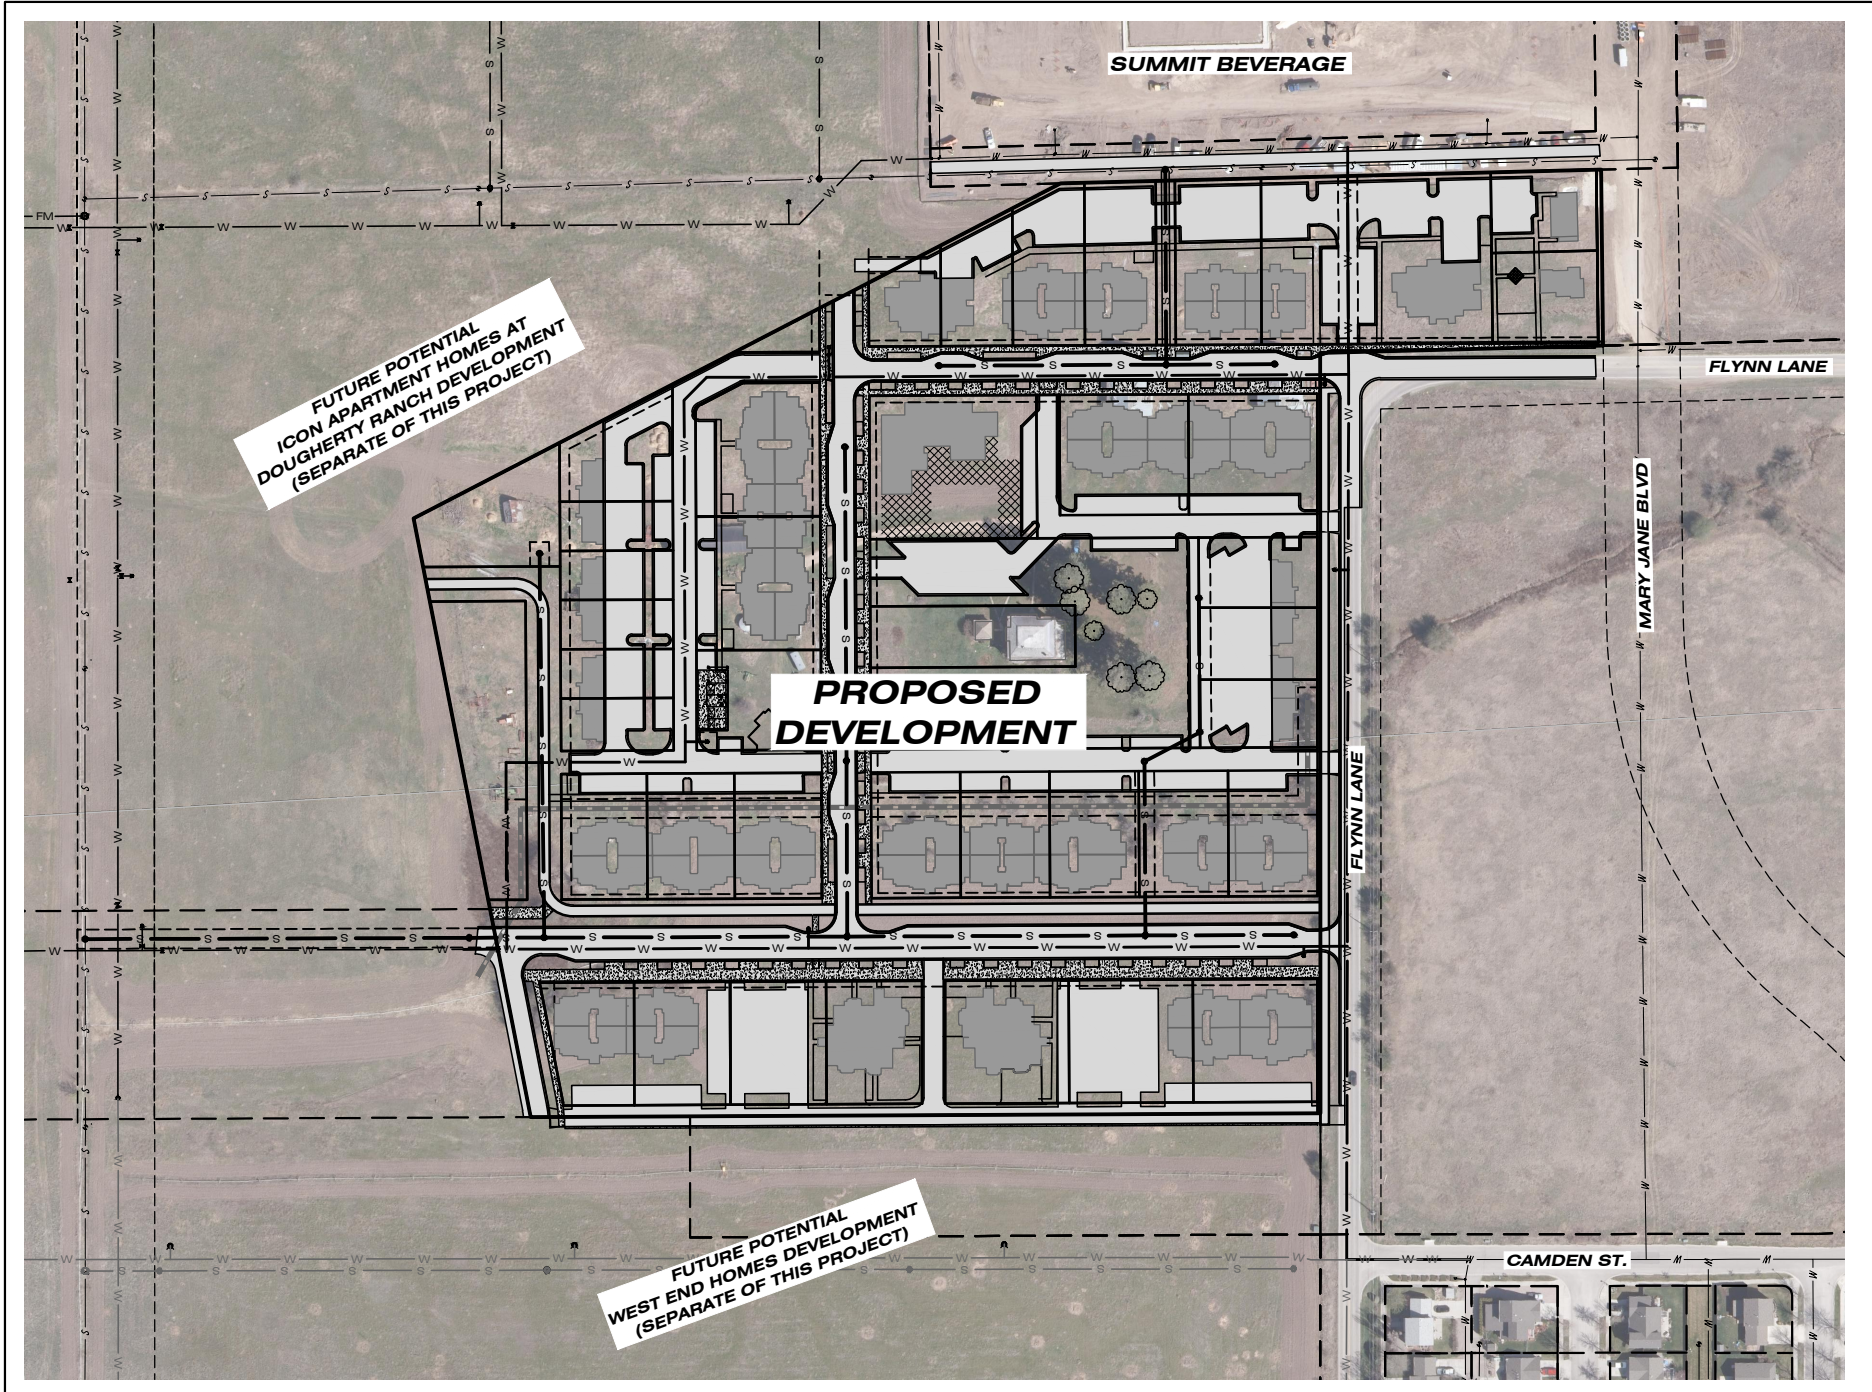 SUMMIT BEVERAGE
FM
FLYNN LANE
FUTURE POTENTIAL
ICON APARTMENT HOMES AT
DOUGHERTY RANCH DEVELOPMENT
(SEPARATE OF THIS PROJECT)
MARY JANE BLVD
PROPOSED
DEVELOPMENT
FLYNN LANE
FUTURE POTENTIAL
WEST END HOMES DEVELOPMENT
(SEPARATE OF THIS PROJECT)
CAMDEN ST.